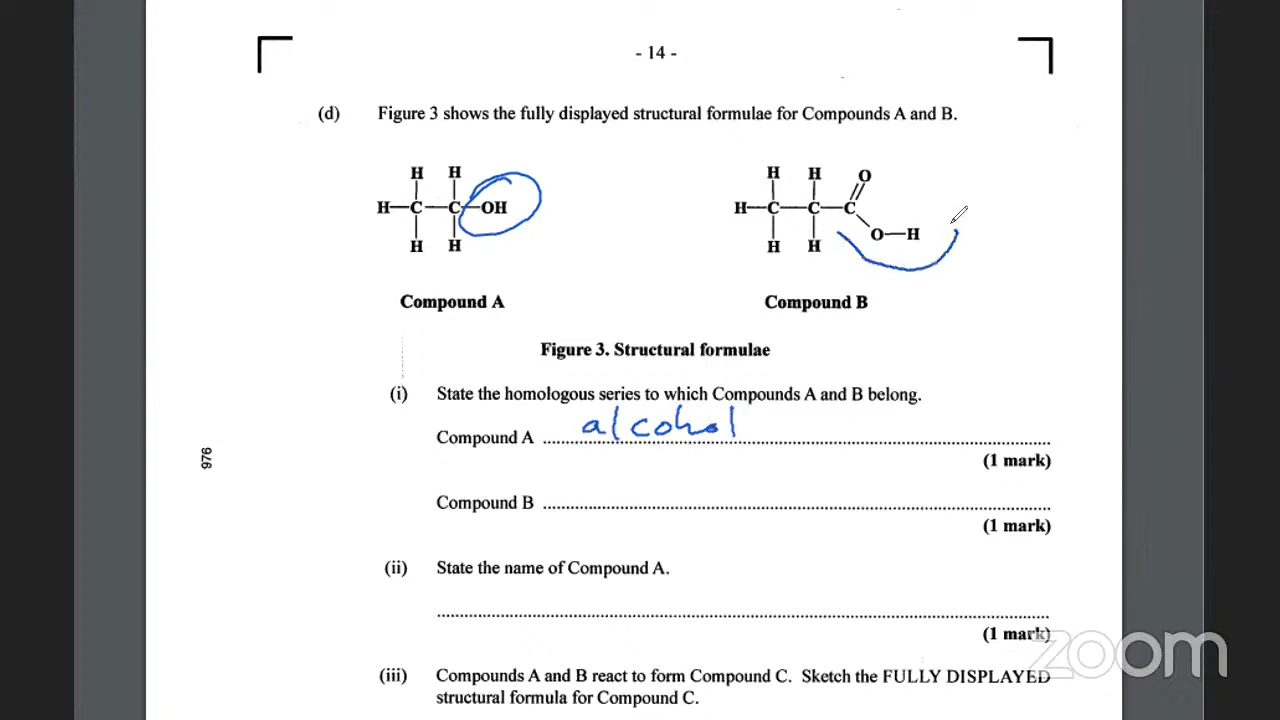 - 14 -
(d) Figure 3 shows the fully displayed structural formulae for Compounds A and B.
H H H H O
H—C—C—OH H—C—C—C
O—H
H H H H
Compound A Compound B
Figure 3. Structural formulae
(i) State the homologous series to which Compounds A and B belong.
Compound A ........ alcohol ........
(1 mark)
976
Compound B ........
(1 mark)
(ii) State the name of Compound A.
........
(1 mark)
zoom
(iii) Compounds A and B react to form Compound C. Sketch the FULLY DISPLAYED
structural formula for Compound C.